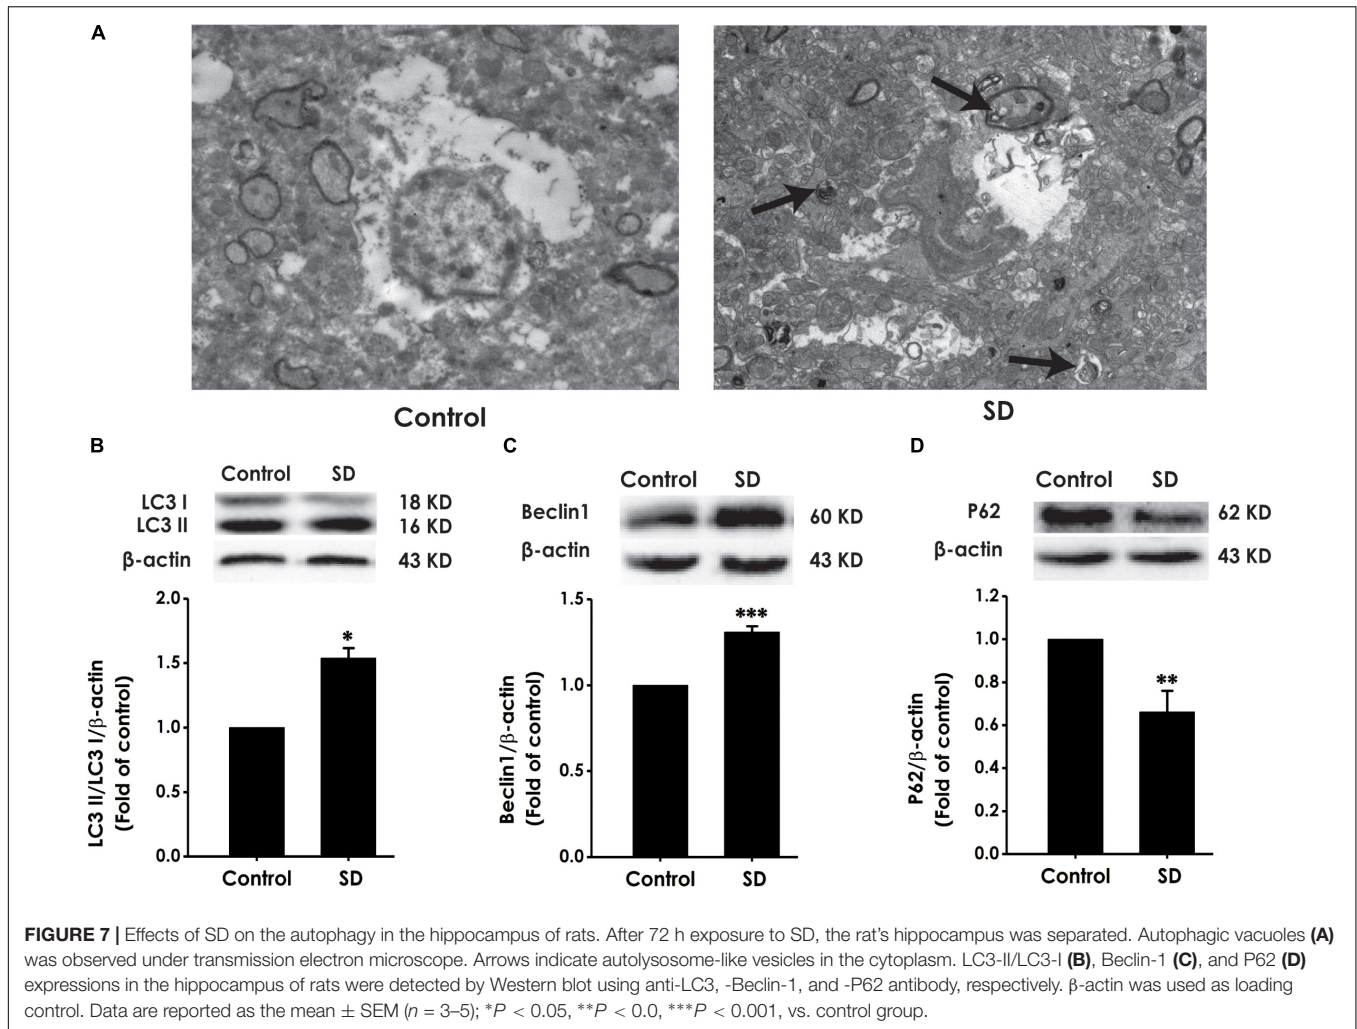 A
Control
SD
B
Control SD
LC3 I 18 KD
LC3 II 16 KD
β-actin 43 KD
2.0
1.5
1.0
0.5
0.0
*
LC3 II/LC3 I/β-actin
(Fold of control)
Control SD
C
Control SD
Beclin1 60 KD
β-actin 43 KD
1.5
1.0
0.5
0.0
***
Beclin1/β-actin
(Fold of control)
Control SD
D
Control SD
P62 62 KD
β-actin 43 KD
1.2
1.0
0.8
0.6
0.4
0.2
0.0
**
P62/β-actin
(Fold of control)
Control SD
FIGURE 7 | Effects of SD on the autophagy in the hippocampus of rats. After 72 h exposure to SD, the rat's hippocampus was separated. Autophagic vacuoles (A)
was observed under transmission electron microscope. Arrows indicate autolysosome-like vesicles in the cytoplasm. LC3-II/LC3-I (B), Beclin-1 (C), and P62 (D)
expressions in the hippocampus of rats were detected by Western blot using anti-LC3, -Beclin-1, and -P62 antibody, respectively. β-actin was used as loading
control. Data are reported as the mean ± SEM (n = 3–5); *P < 0.05, **P < 0.0, ***P < 0.001, vs. control group.